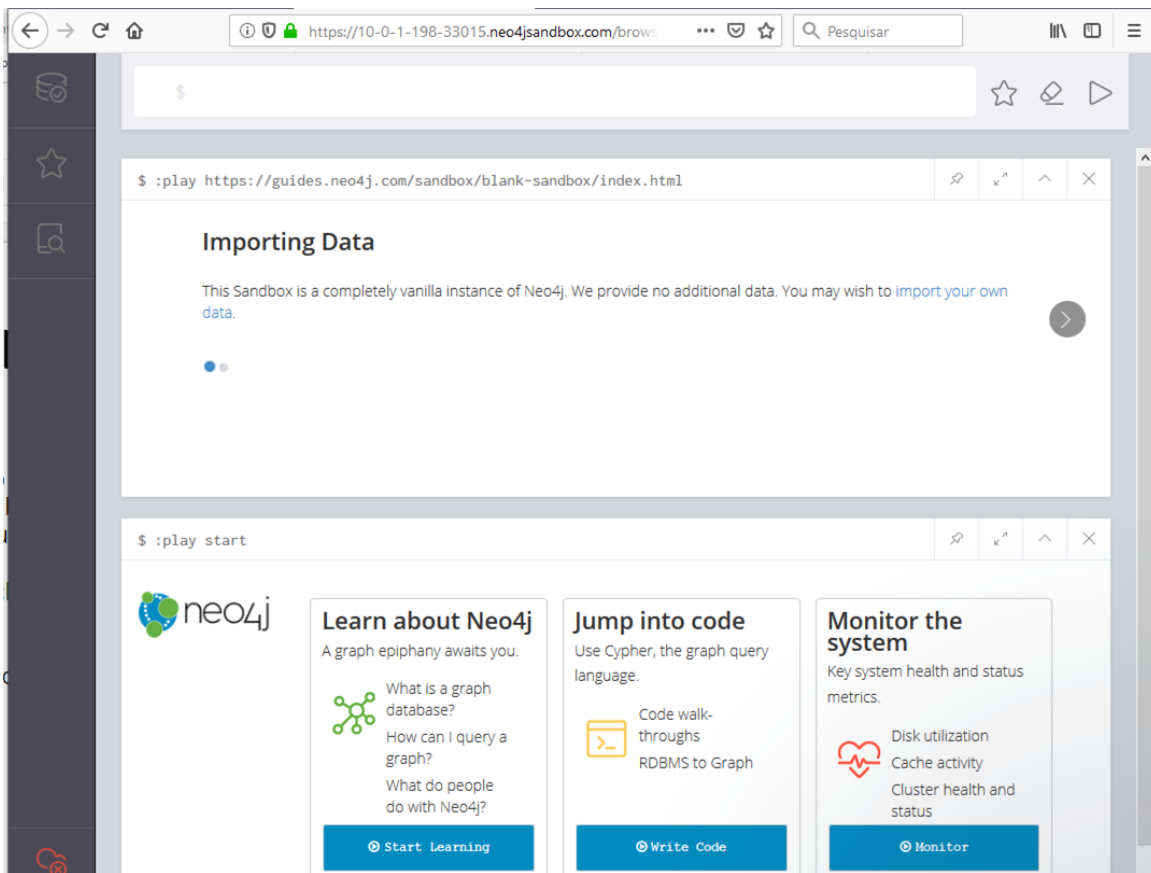 https://10-0-1-198-33015.neo4jsandbox.com/brows
Pesquisar
$
$ :play https://guides.neo4j.com/sandbox/blank-sandbox/index.html
Importing Data
This Sandbox is a completely vanilla instance of Neo4j. We provide no additional data. You may wish to import your own
data.
$ :play start
neo4j
Learn about Neo4j
A graph epiphany awaits you.
What is a graph
database?
How can I query a
graph?
What do people
do with Neo4j?
Start Learning
Jump into code
Use Cypher, the graph query
language.
Code walk-
throughs
RDBMS to Graph
Write Code
Monitor the
system
Key system health and status
metrics.
Disk utilization
Cache activity
Cluster health and
status
Monitor